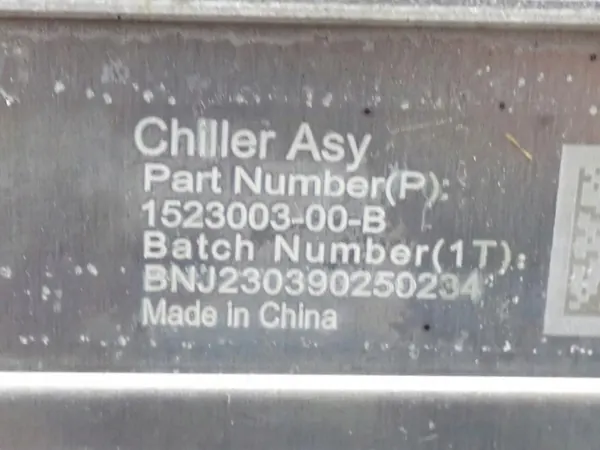 Chiller Asy
Part Number(P):
1523003-00-B
Batch Number(1T):
BNJ230390250234
Made in China